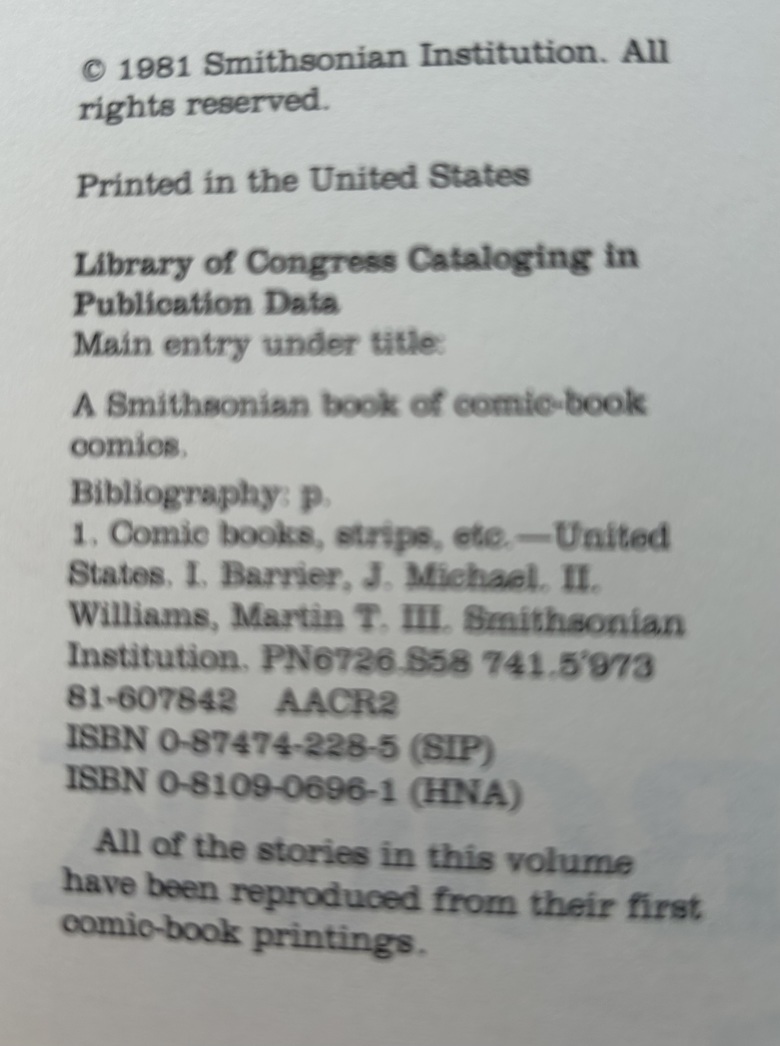 © 1981 Smithsonian Institution. All
rights reserved.
Printed in the United States
Library of Congress Cataloging in
Publication Data
Main entry under title:
A Smithsonian book of comic-book
comics.
Bibliography: p.
1. Comic books, strips, etc.—United
States. I. Barrier, J. Michael. II.
Williams, Martin T. III. Smithsonian
Institution. PN6726.S58 741.5'973
81-607842 AACR2
ISBN 0-87474-228-5 (SIP)
ISBN 0-8109-0696-1 (HNA)
All of the stories in this volume
have been reproduced from their first
comic-book printings.